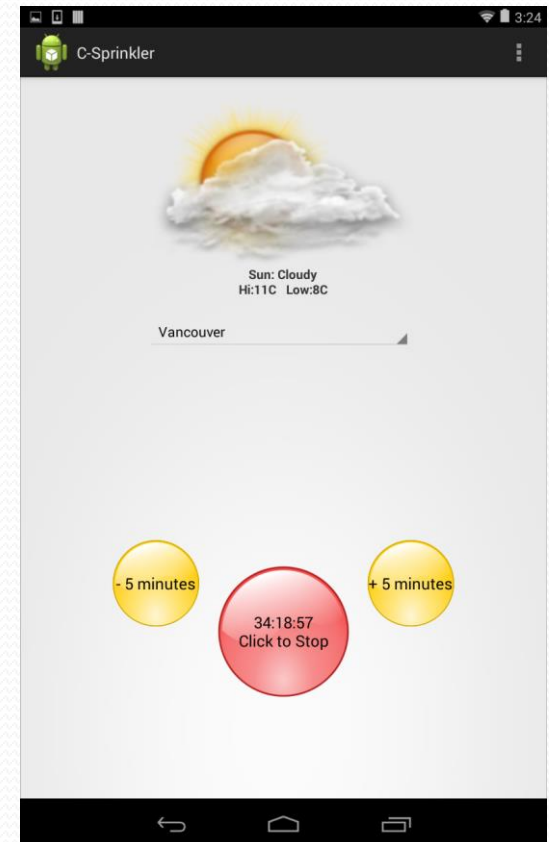 3:24
C-Sprinkler
Sun: Cloudy
Hi:11C Low:8C
Vancouver
- 5 minutes
+ 5 minutes
34:18:57
Click to Stop